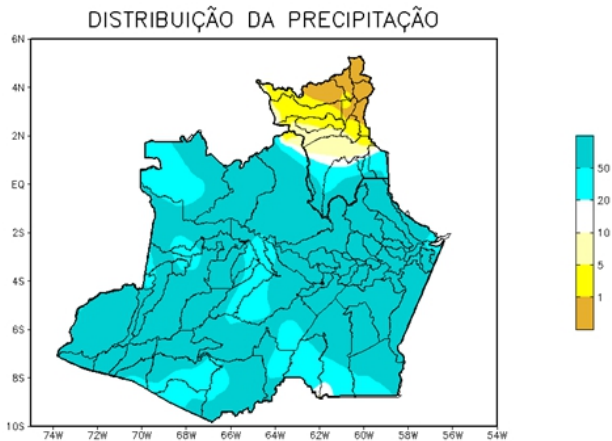 DISTRIBUIÇÃO DA PRECIPITAÇÃO
6N
4N
2N
EQ
2S
4S
6S
8S
10S
74W 72W 70W 68W 66W 64W 62W 60W 58W 56W 54W
50
20
10
5
1